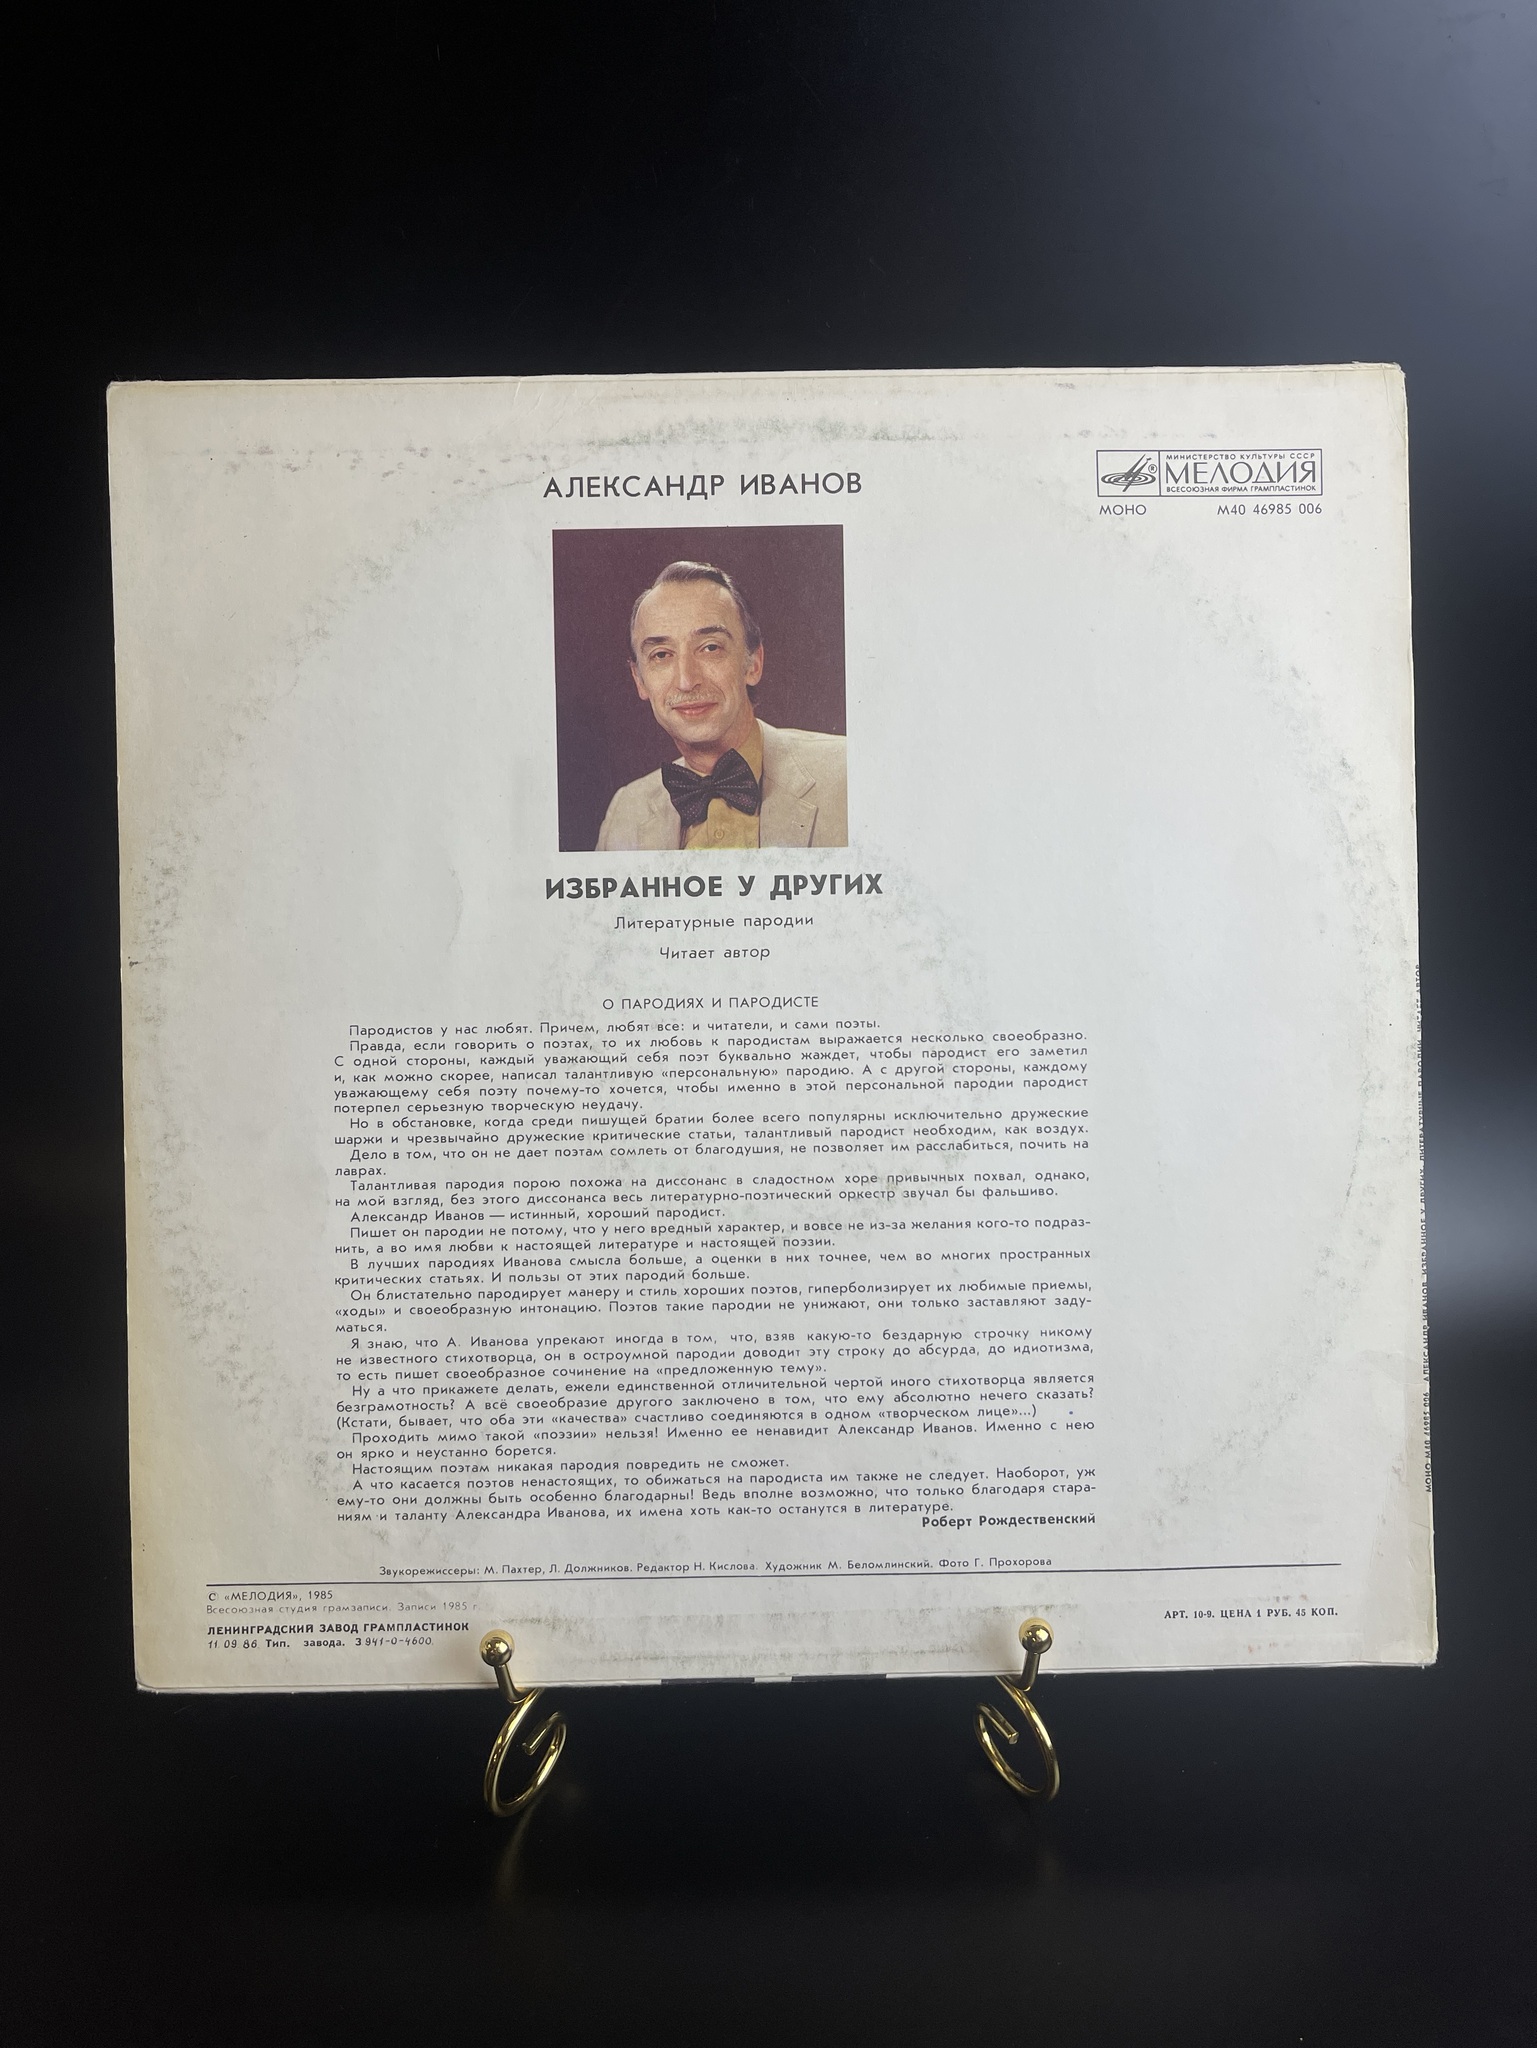 АЛЕКСАНДР ИВАНОВ
МИНИСТЕРСТВО КУЛЬТУРЫ СССР
МЕЛОДИЯ
ВСЕСОЮЗНАЯ ФИРМА ГРАМПЛАСТИНОК
МОНО М40 46985 006
ИЗБРАННОЕ У ДРУГИХ
Литературные пародии
Читает автор
О ПАРОДИЯХ И ПАРОДИСТЕ
Пародистов у нас любят. Причем, любят все: и читатели, и сами поэты.
Правда, если говорить о поэтах, то их любовь к пародистам выражается несколько своеобразно.
С одной стороны, каждый уважающий себя поэт буквально жаждет, чтобы пародист его заметил
и, как можно скорее, написал талантливую «персональную» пародию. А с другой стороны, каждому
уважающему себя поэту почему-то хочется, чтобы именно в этой персональной пародии пародист
потерпел серьезную творческую неудачу.
Но в обстановке, когда среди пишущей братии более всего популярны исключительно дружеские
шаржи и чрезвычайно дружеские критические статьи, талантливый пародист необходим, как воздух.
Дело в том, что он не дает поэтам сомлеть от благодушия, не позволяет им расслабиться, почить на
лаврах.
Талантливая пародия порою похожа на диссонанс в сладостном хоре привычных похвал, однако,
на мой взгляд, без этого диссонанса весь литературно-поэтический оркестр звучал бы фальшиво.
Александр Иванов — истинный, хороший пародист.
Пишет он пародии не потому, что у него вредный характер, и вовсе не из-за желания кого-то подраз-
нить, а во имя любви к настоящей литературе и настоящей поэзии.
В лучших пародиях Иванова смысла больше, а оценки в них точнее, чем во многих пространных
критических статьях. И пользы от этих пародий больше.
Он блистательно пародирует манеру и стиль хороших поэтов, гиперболизирует их любимые приемы,
«ходы» и своеобразную интонацию. Поэтов такие пародии не унижают, они только заставляют заду-
маться.
Я знаю, что А. Иванова упрекают иногда в том, что, взяв какую-то бездарную строчку никому
не известного стихотворца, он в остроумной пародии доводит эту строку до абсурда, до идиотизма,
то есть пишет своеобразное сочинение на «предложенную тему».
Ну а что прикажете делать, ежели единственной отличительной чертой иного стихотворца является
безграмотность? А всё своеобразие другого заключено в том, что ему абсолютно нечего сказать?
(Кстати, бывает, что оба эти «качества» счастливо соединяются в одном «творческом лице»...)
Проходить мимо такой «поэзии» нельзя! Именно ее ненавидит Александр Иванов. Именно с нею
он ярко и неустанно борется.
Настоящим поэтам никакая пародия повредить не сможет.
А что касается поэтов ненастоящих, то обижаться на пародиста им также не следует. Наоборот, уж
ему-то они должны быть особенно благодарны! Ведь вполне возможно, что только благодаря стара-
ниям и таланту Александра Иванова, их имена хоть как-то останутся в литературе.
Роберт Рождественский
Звукорежиссеры: М. Пахтер, Л. Должников. Редактор Н. Кислова. Художник М. Беломлинский. Фото Г. Прохорова
С «МЕЛОДИЯ», 1985
Всесоюзная студия грамзаписи. Записи 1985 г.
ЛЕНИНГРАДСКИЙ ЗАВОД ГРАМПЛАСТИНОК
11.09.86 Тип. завода. З 941-0-4600.
АРТ. 10-9. ЦЕНА 1 РУБ. 45 КОП.
МОНО М40 46985 006 АЛЕКСАНДР ИВАНОВ. ИЗБРАННОЕ У ДРУГИХ. ЛИТЕРАТУРНЫЕ ПАРОДИИ. ЧИТАЕТ АВТОР